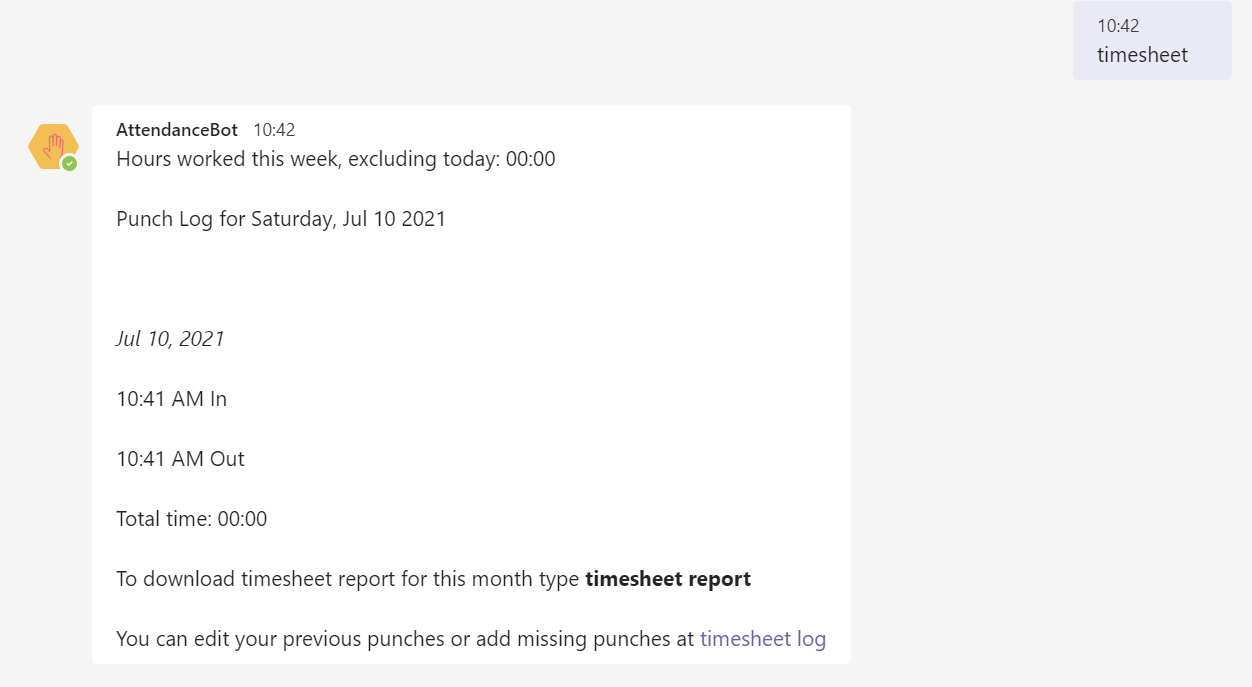 10:42
timesheet
AttendanceBot 10:42
Hours worked this week, excluding today: 00:00
Punch Log for Saturday, Jul 10 2021
Jul 10, 2021
10:41 AM In
10:41 AM Out
Total time: 00:00
To download timesheet report for this month type timesheet report
You can edit your previous punches or add missing punches at timesheet log